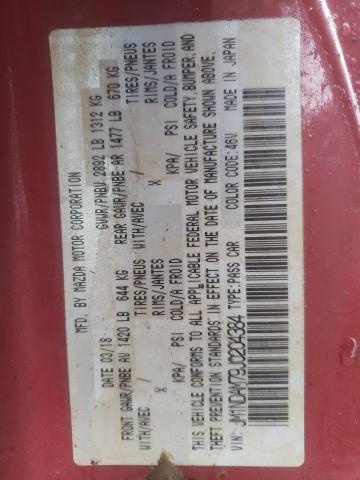 MFD. BY MAZDA MOTOR CORPORATION
03/18 GVWR/PNBV 2892 LB 1312 KG
FRONT GAWR/PNBE AV 1420 LB 644 KG REAR GAWR/PNBE-AR 1477 LB 670 KG
WITH/AVEC TIRES/PNEUS WITH/AVEC TIRES/PNEUS
X RIMS/JANTES X RIMS/JANTES
KPA/ PSI COLD/A FROID KPA/ PSI COLD/A FROID
THIS VEHICLE CONFORMS TO ALL APPLICABLE FEDERAL MOTOR VEHICLE SAFETY, BUMPER, AND
THEFT PREVENTION STANDARDS IN EFFECT ON THE DATE OF MANUFACTURE SHOWN ABOVE.
VIN: JM1NDAM79J0204384 TYPE: PASS CAR COLOR CODE: 46V MADE IN JAPAN